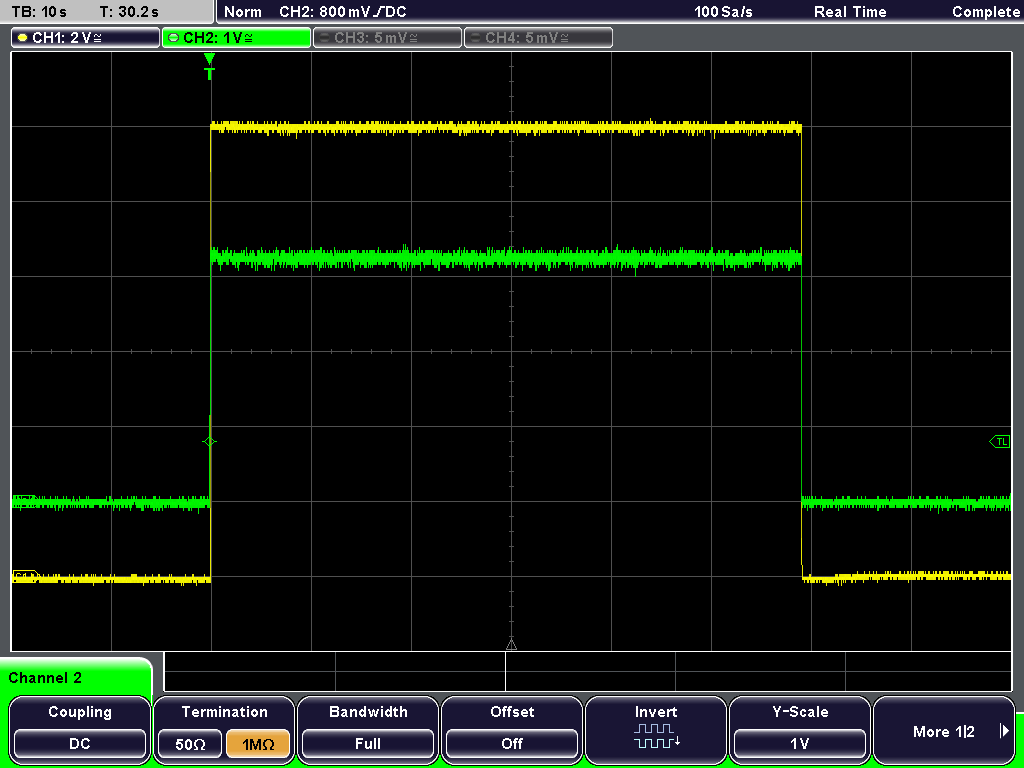 TB: 10 s T: 30.2 s Norm CH2: 800 mV DC 100 Sa/s Real Time Complete
CH1: 2 V≅ CH2: 1 V≅ CH3: 5 mV≅ CH4: 5 mV≅
T
TL
Channel 2
Coupling Termination Bandwidth Offset Invert Y-Scale More 1|2
DC 50Ω 1MΩ Full Off 1 V